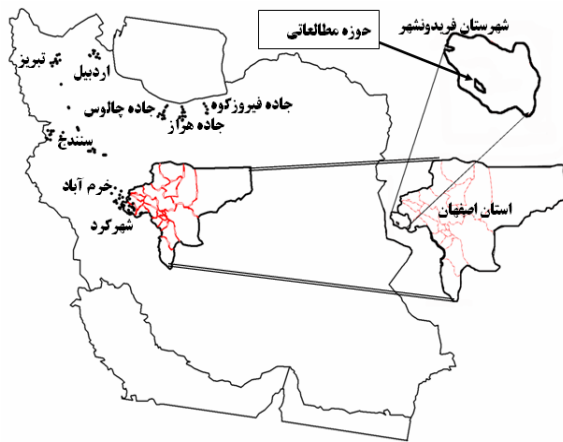 شهرستان فریدونشهر
حوزه مطالعاتی
تبریز
اردبیل
جاده چالوس
جاده فیروزکوه
جاده هراز
سنندج
خرم آباد
شهرکرد
استان اصفهان